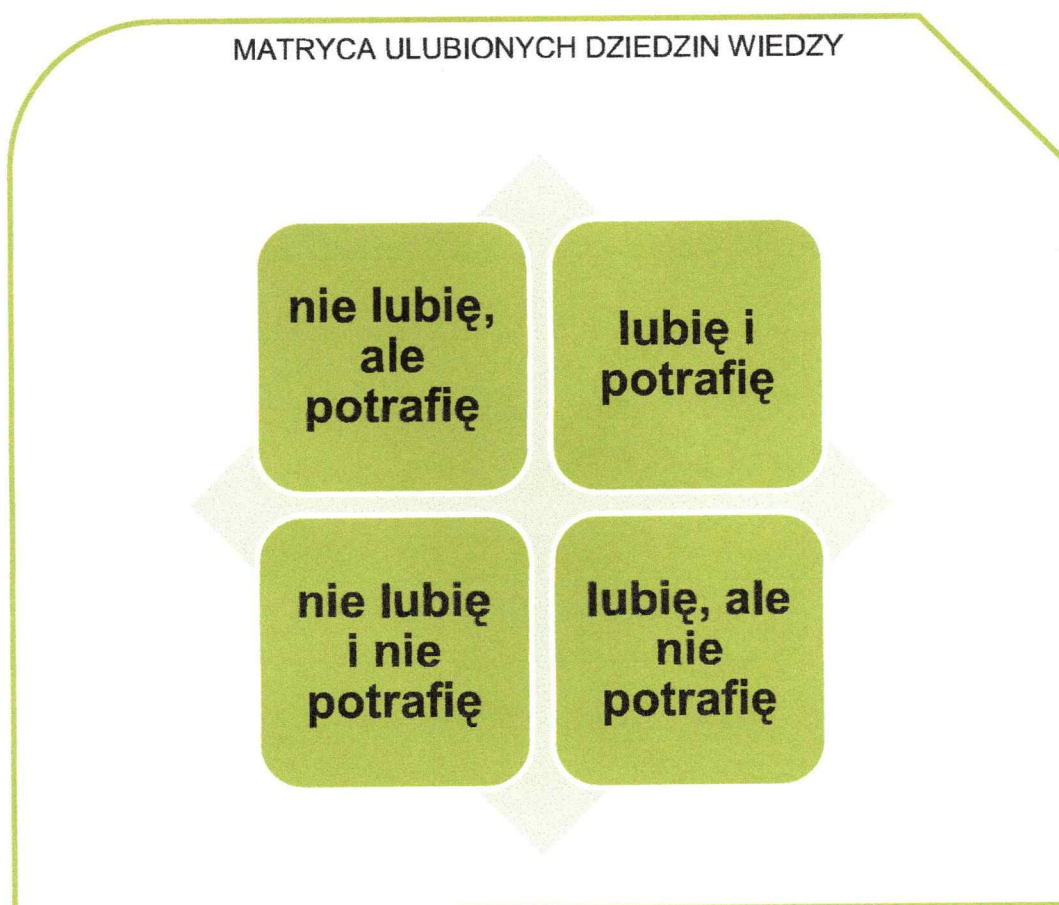 MATRYCA ULUBIONYCH DZIEDZIN WIEDZY
nie lubię,
ale
potrafię
lubię i
potrafię
nie lubię
i nie
potrafię
lubię, ale
nie
potrafię